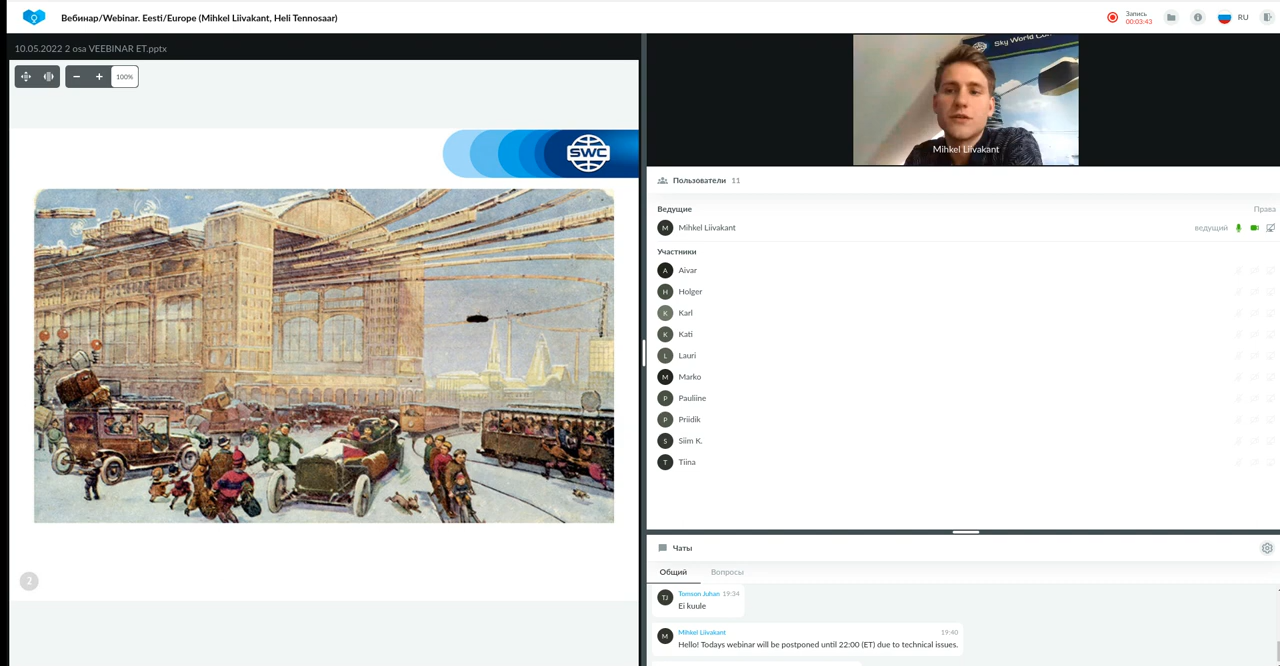 Вебинар/Webinar. Eesti/Europe (Mihkel Liivakant, Heli Tennosaar)
Запись
00:03:43
RU
10.05.2022 2 osa VEEBINAR ET.pptx
100%
SWC
Sky World Com
Mihkel Liivakant
Пользователи 11
Ведущие Права
M Mihkel Liivakant ведущий
Участники
A Aivar
H Holger
K Karl
K Kati
L Lauri
M Marko
P Pauliine
P Priidik
S Siim K.
T Tiina
Чаты
Общий Вопросы
TJ Tomson Juhan 19:34
Ei kuule
M Mihkel Liivakant 19:40
Hello! Todays webinar will be postponed until 22:00 (ET) due to technical issues.
2